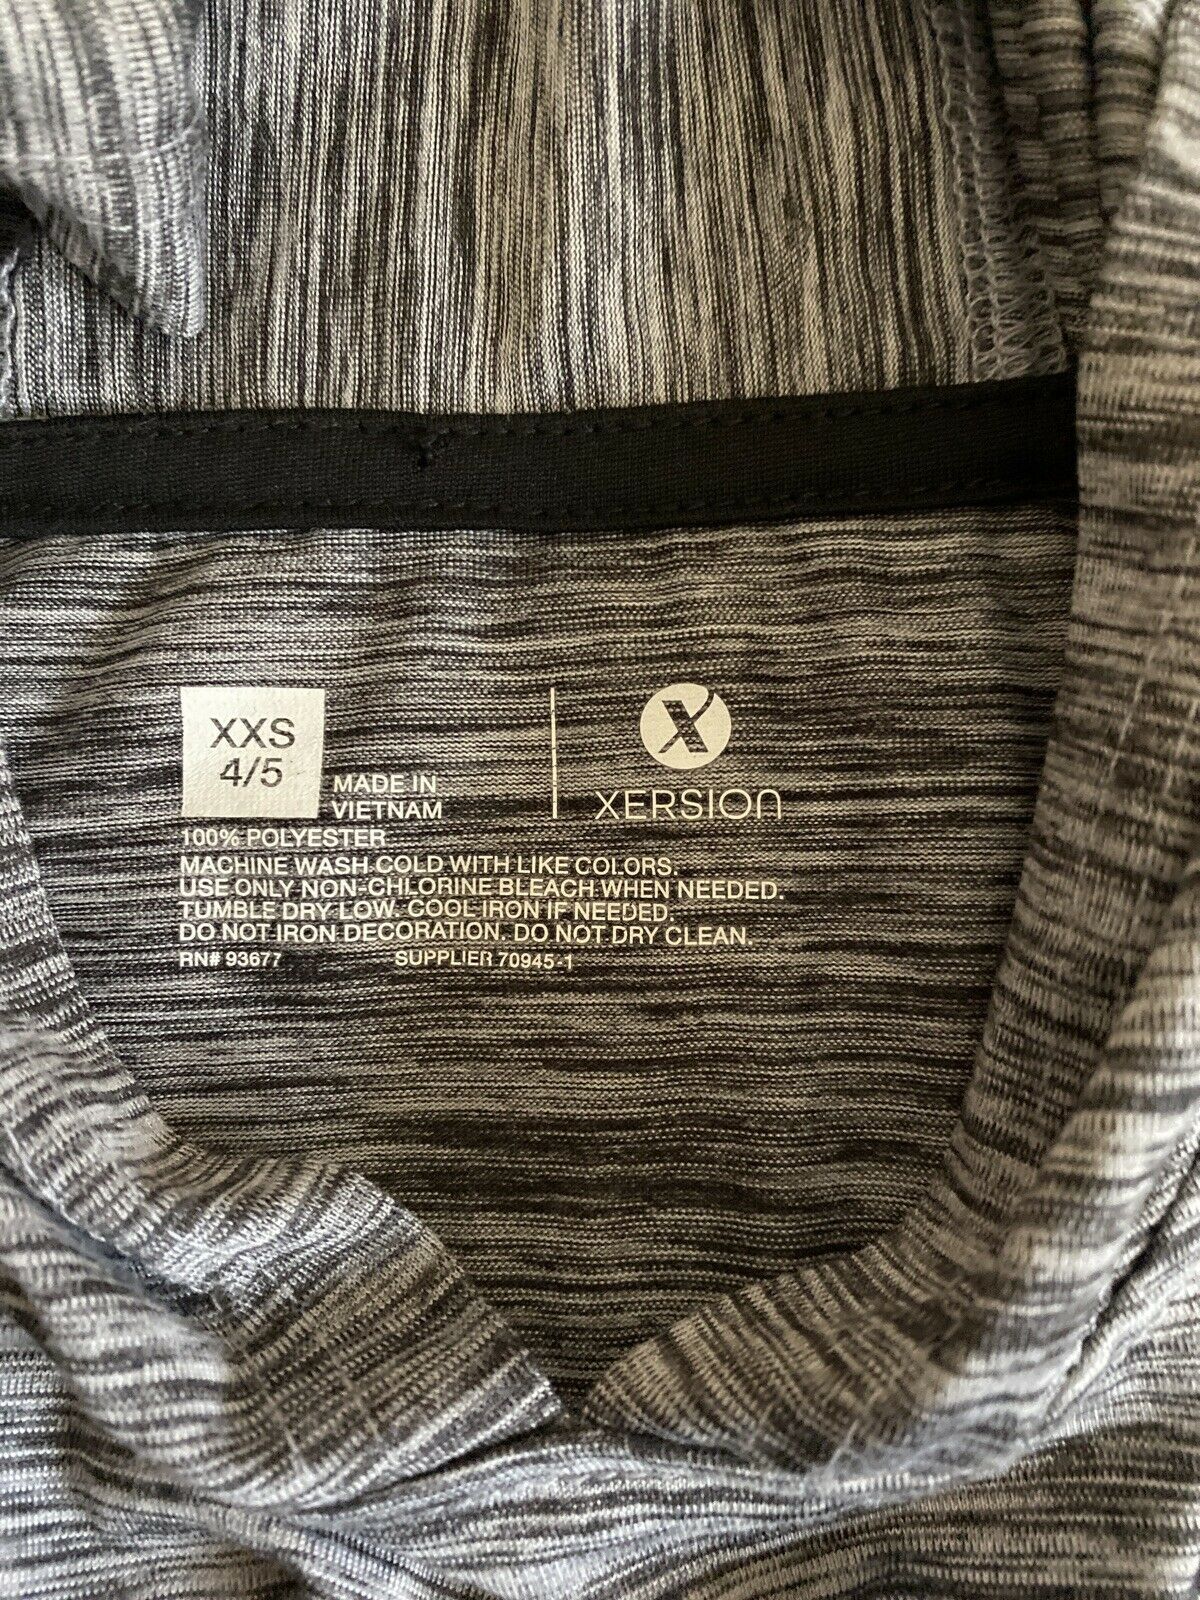 XXS
4/5
MADE IN
VIETNAM
X
XERSION
100% POLYESTER
MACHINE WASH COLD WITH LIKE COLORS.
USE ONLY NON-CHLORINE BLEACH WHEN NEEDED.
TUMBLE DRY LOW. COOL IRON IF NEEDED.
DO NOT IRON DECORATION. DO NOT DRY CLEAN.
RN# 93677 SUPPLIER 70945-1